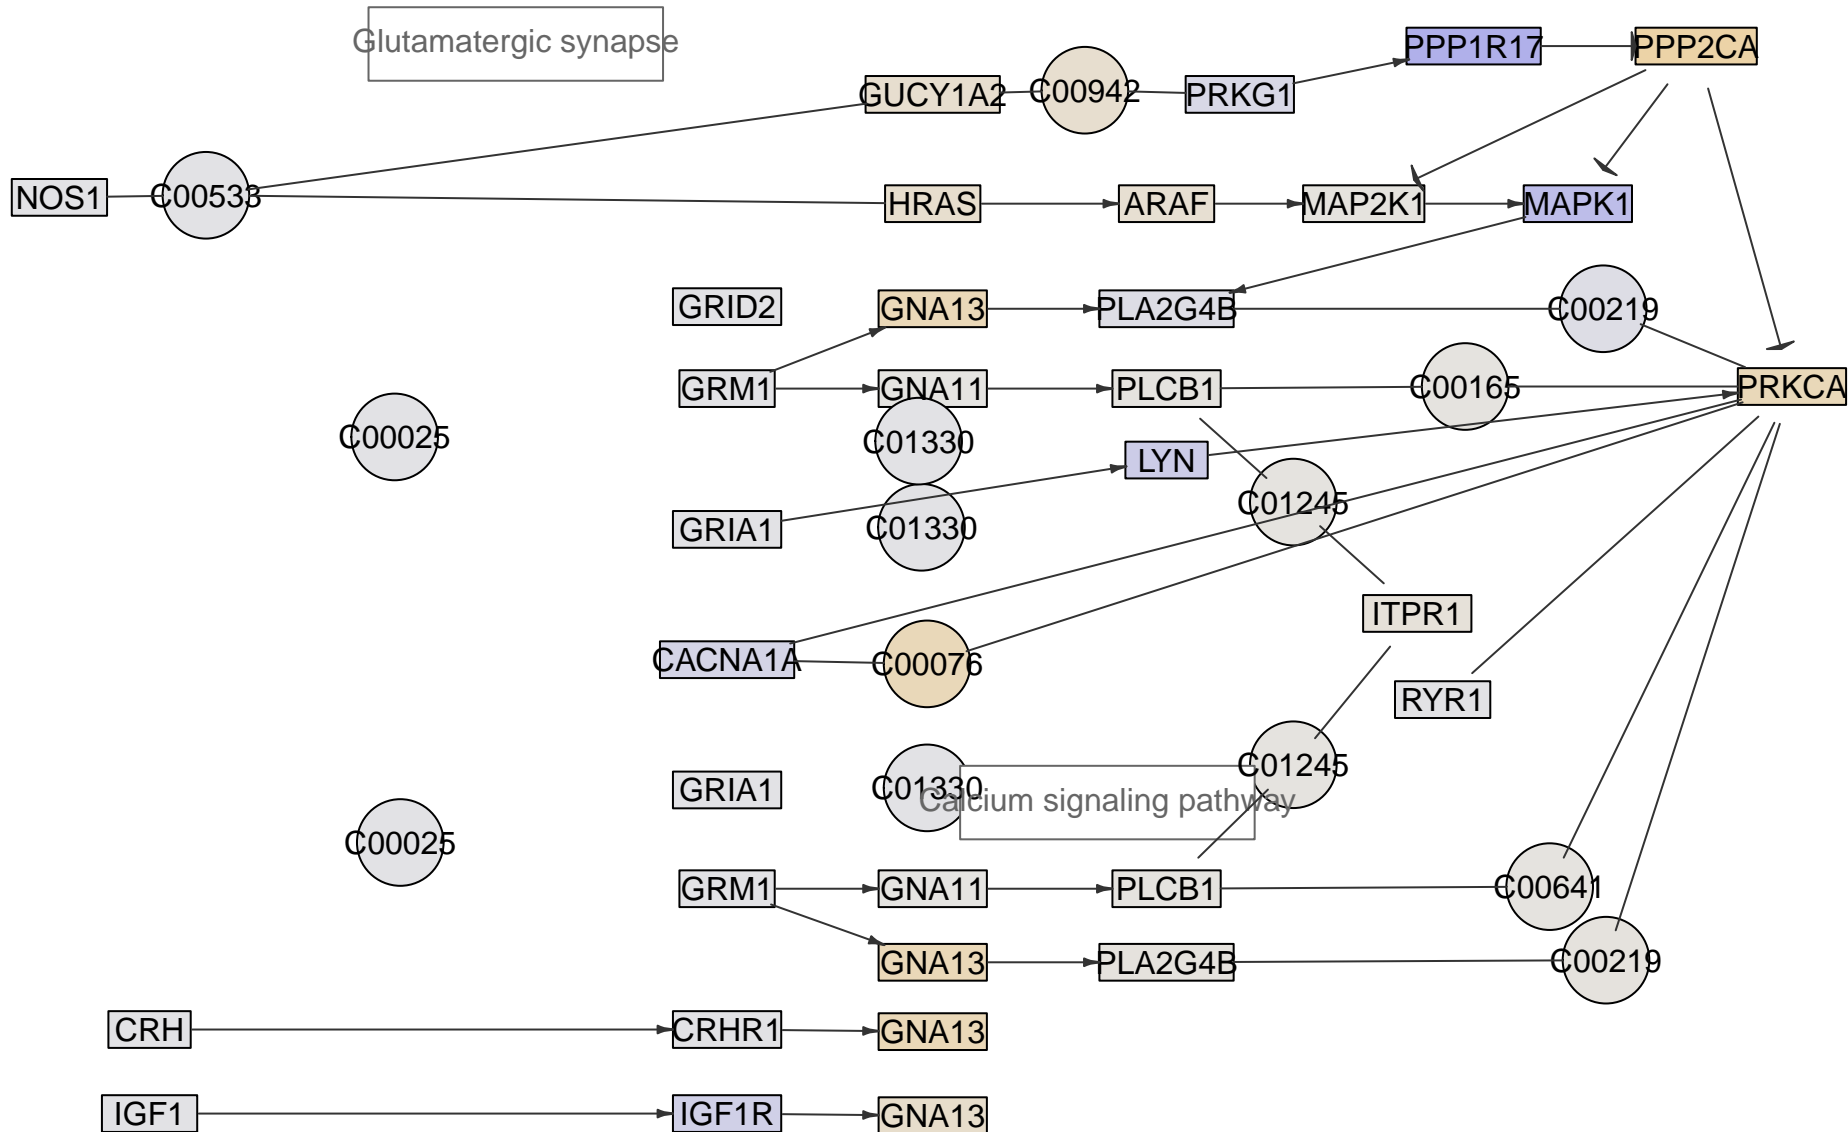 Glutamatergic synapse
PPP1R17
PPP2CA
GUCY1A2
C00942
PRKG1
NOS1
C00533
HRAS
ARAF
MAP2K1
MAPK1
GRID2
GNA13
PLA2G4B
C00219
GRM1
GNA11
PLCB1
C00165
PRKCA
C00025
C01330
LYN
GRIA1
C01330
C01245
ITPR1
CACNA1A
C00076
RYR1
GRIA1
C01330
C01245
Calcium signaling pathway
C00025
GRM1
GNA11
PLCB1
C00641
GNA13
PLA2G4B
C00219
CRH
CRHR1
GNA13
IGF1
IGF1R
GNA13